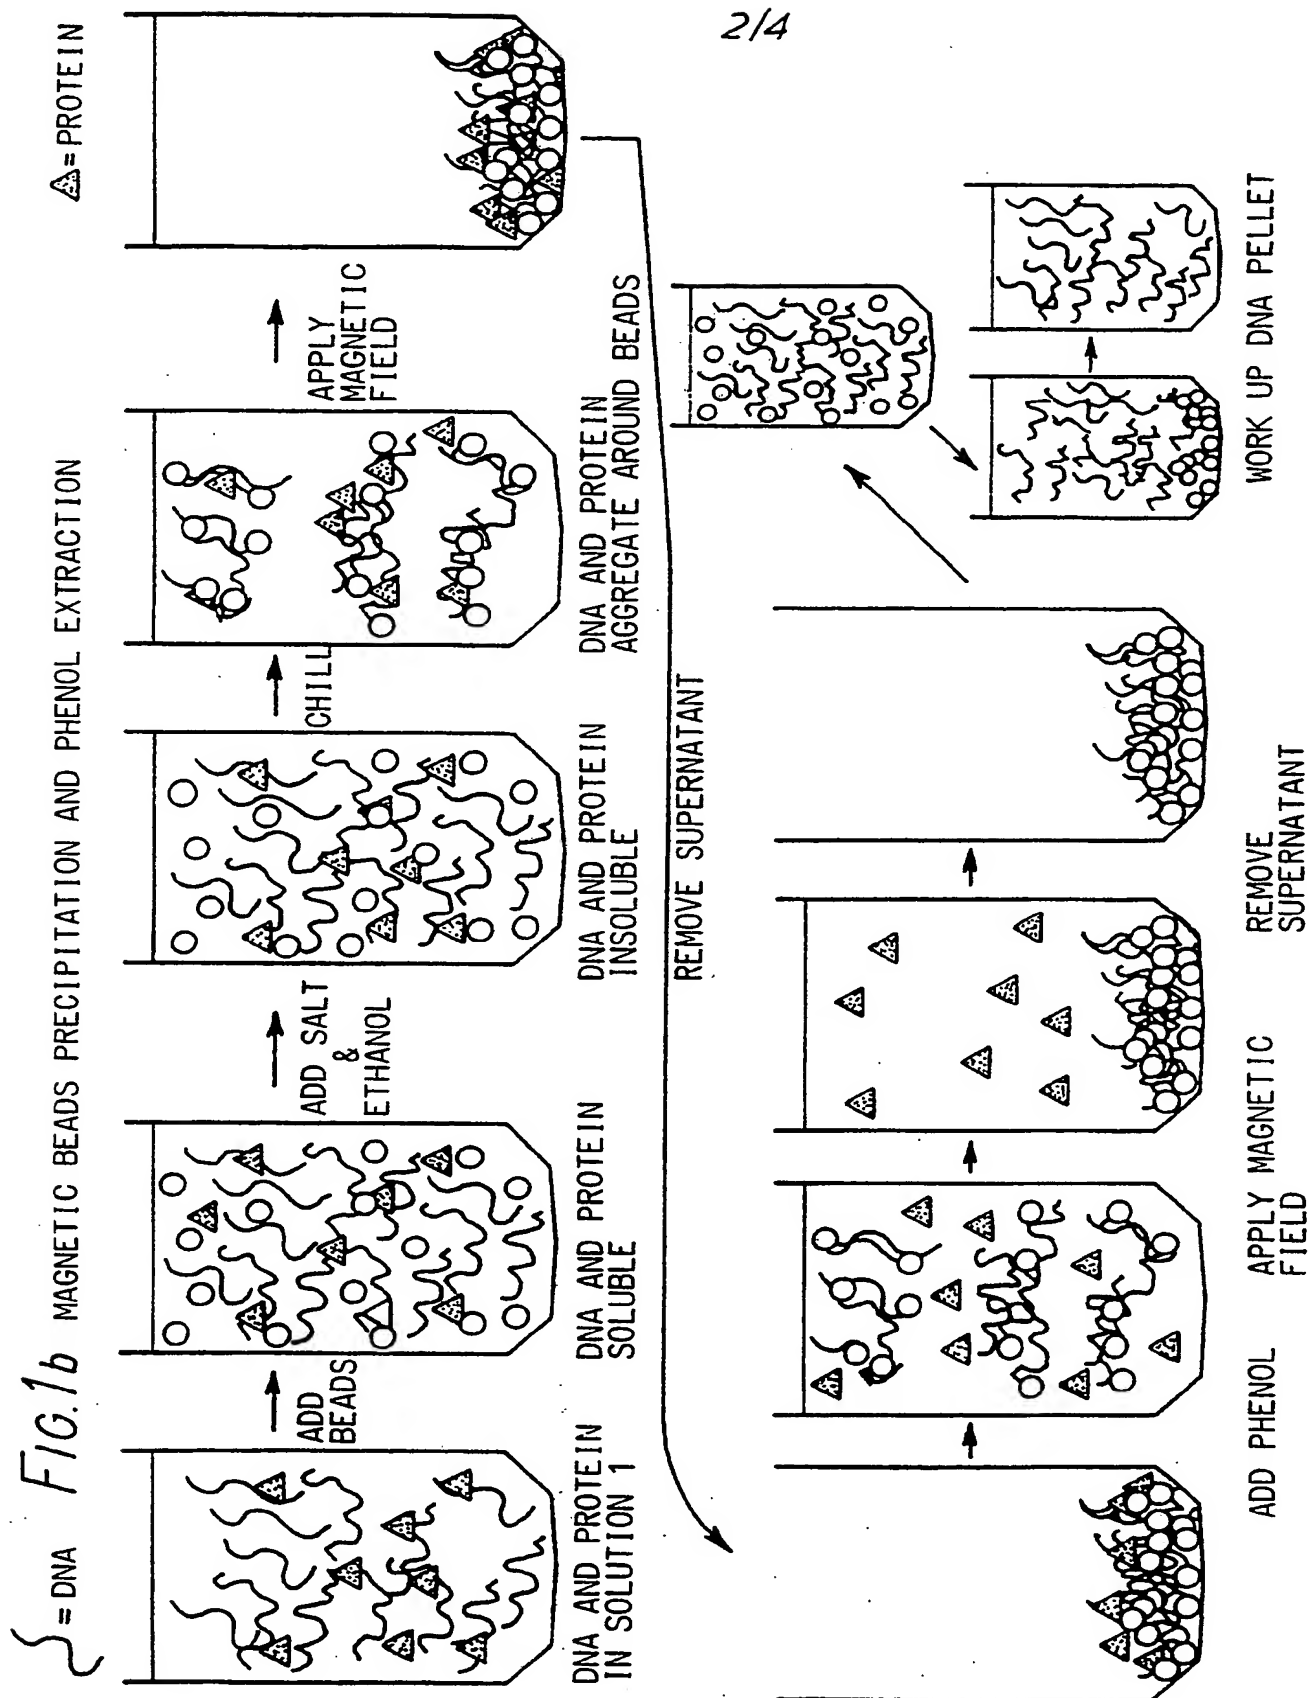 2/4
FIG.1b MAGNETIC BEADS PRECIPITATION AND PHENOL EXTRACTION
= DNA
= PROTEIN
ADD
BEADS
ADD SALT
&
ETHANOL
CHILL
APPLY
MAGNETIC
FIELD
DNA AND PROTEIN
IN SOLUTION 1
DNA AND PROTEIN
SOLUBLE
DNA AND PROTEIN
INSOLUBLE
DNA AND PROTEIN
AGGREGATE AROUND BEADS
REMOVE SUPERNATANT
ADD PHENOL
APPLY MAGNETIC
FIELD
REMOVE
SUPERNATANT
WORK UP DNA PELLET